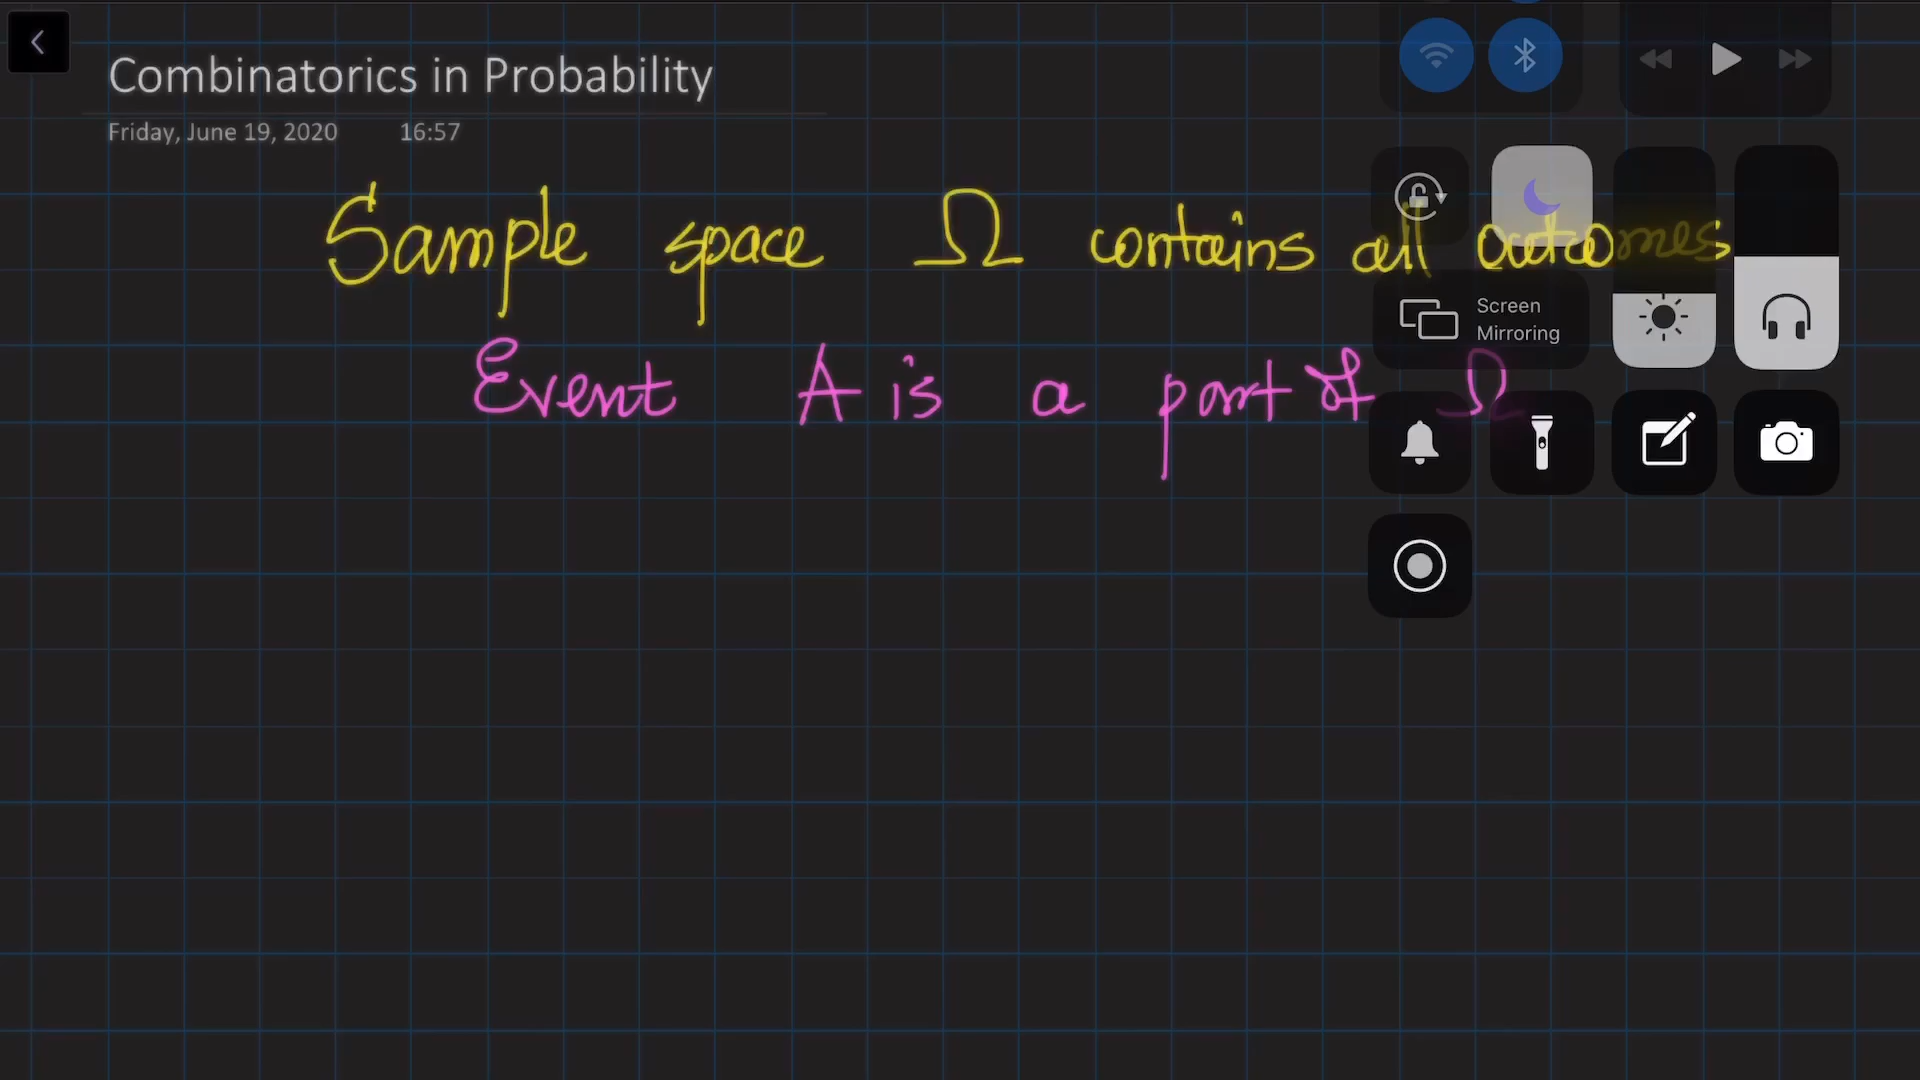 Combinatorics in Probability
Friday, June 19, 2020 16:57
Sample space Ω contains all outcomes
Screen
Mirroring
Event A is a part of Ω